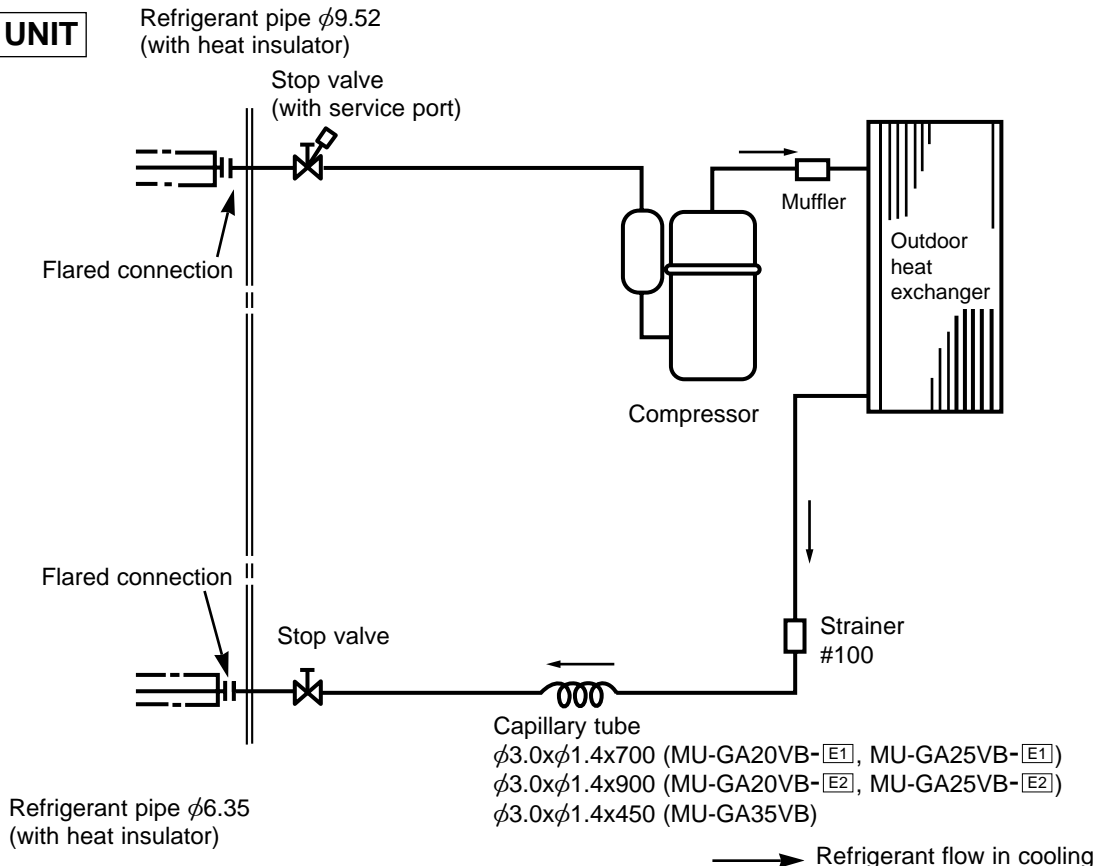 UNIT
Refrigerant pipe ϕ9.52
(with heat insulator)
Stop valve
(with service port)
Muffler
Outdoor
heat
exchanger
Flared connection
Compressor
Flared connection
Stop valve
Strainer
#100
Capillary tube
ϕ3.0xϕ1.4x700 (MU-GA20VB-E1, MU-GA25VB-E1)
ϕ3.0xϕ1.4x900 (MU-GA20VB-E2, MU-GA25VB-E2)
ϕ3.0xϕ1.4x450 (MU-GA35VB)
Refrigerant pipe ϕ6.35
(with heat insulator)
Refrigerant flow in cooling